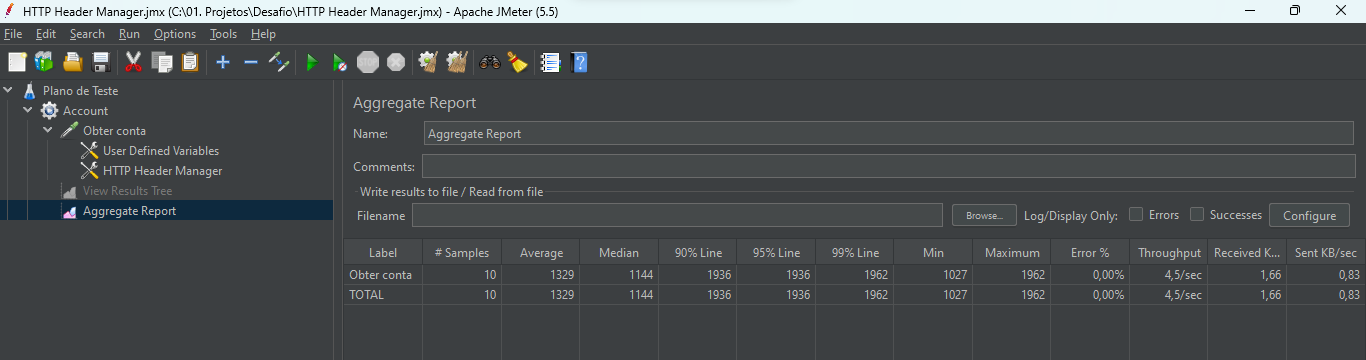 HTTP Header Manager.jmx (C:\01. Projetos\Desafio\HTTP Header Manager.jmx) - Apache JMeter (5.5)
File Edit Search Run Options Tools Help
STOP
Plano de Teste
Account
Obter conta
User Defined Variables
HTTP Header Manager
View Results Tree
Aggregate Report
Aggregate Report
Name: Aggregate Report
Comments:
Write results to file / Read from file
Filename Browse... Log/Display Only: Errors Successes Configure
Label # Samples Average Median 90% Line 95% Line 99% Line Min Maximum Error % Throughput Received K... Sent KB/sec
Obter conta 10 1329 1144 1936 1936 1962 1027 1962 0,00% 4,5/sec 1,66 0,83
TOTAL 10 1329 1144 1936 1936 1962 1027 1962 0,00% 4,5/sec 1,66 0,83